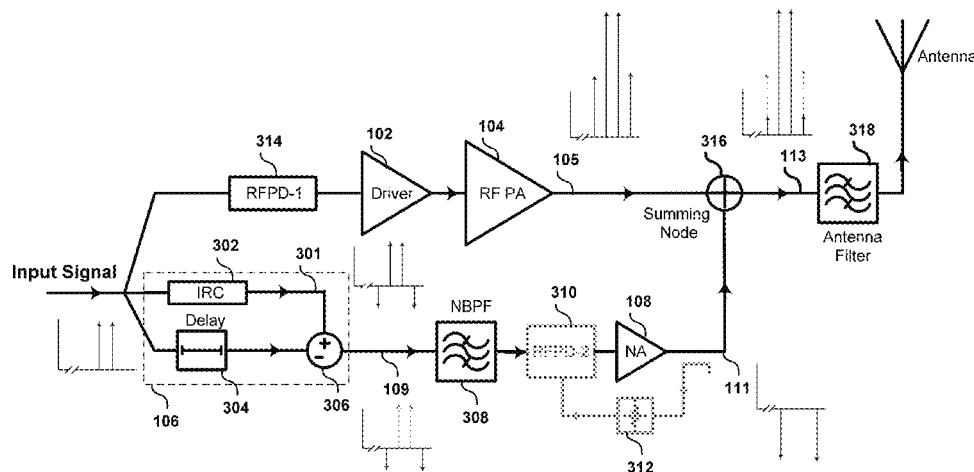 Antenna
314
102
104
105
316
113
318
RFPD-1
Driver
RF PA
Summing
Node
Antenna
Filter
Input Signal
302
301
IRC
Delay
+
-
106
304
306
109
NBPF
308
310
RFPD-2
108
NA
111
312